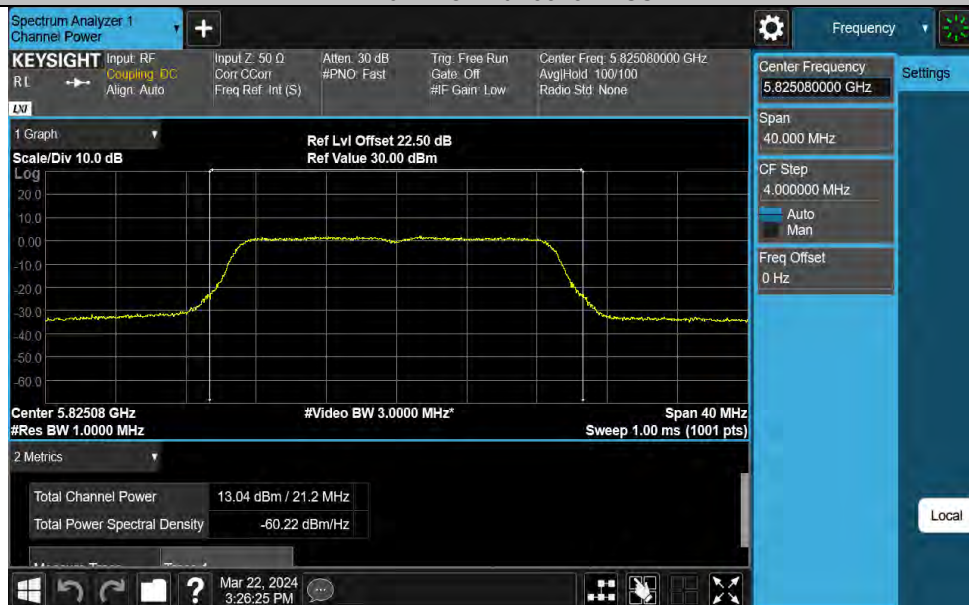 Spectrum Analyzer 1
Channel Power
Frequency
KEYSIGHT
Input: RF
Coupling: DC
Align: Auto
Input Z: 50 Ω
Corr CCorr
Freq Ref: Int (S)
Atten: 30 dB
#PNO: Fast
Trig: Free Run
Gate: Off
#IF Gain: Low
Center Freq: 5.825080000 GHz
Avg|Hold: 100/100
Radio Std: None
LXI
Center Frequency
5.825080000 GHz
Settings
Span
40.000 MHz
CF Step
4.000000 MHz
Auto
Man
Freq Offset
0 Hz
1 Graph
Scale/Div 10.0 dB
Ref Lvl Offset 22.50 dB
Ref Value 30.00 dBm
Log
20.0
10.0
0.00
-10.0
-20.0
-30.0
-40.0
-50.0
-60.0
Center 5.82508 GHz
#Video BW 3.0000 MHz*
Span 40 MHz
#Res BW 1.0000 MHz
Sweep 1.00 ms (1001 pts)
2 Metrics
Total Channel Power 13.04 dBm / 21.2 MHz
Total Power Spectral Density -60.22 dBm/Hz
Local
? Mar 22, 2024
3:26:25 PM